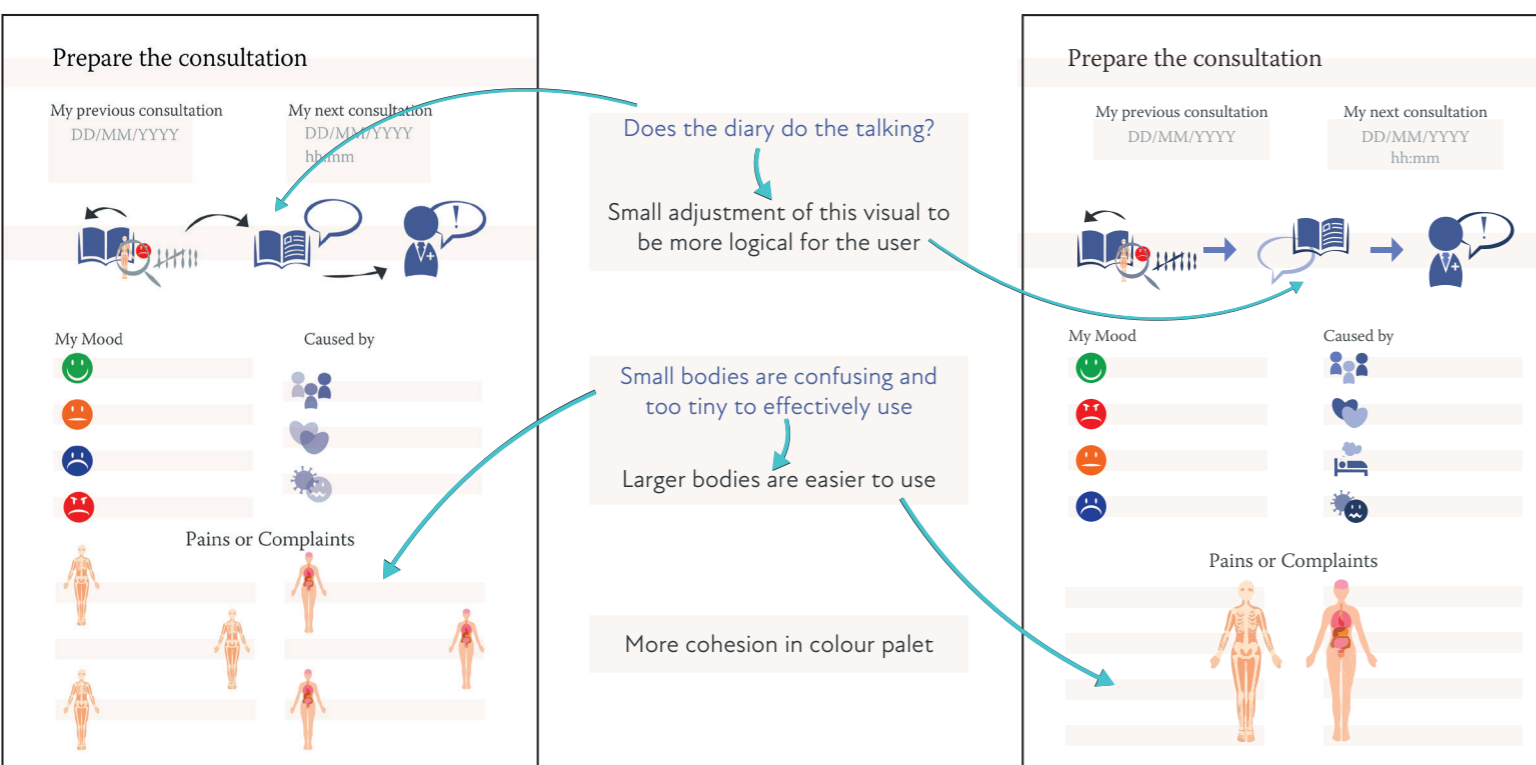 Prepare the consultation
My previous consultation
DD/MM/YYYY
My next consultation
DD/MM/YYYY
hh:mm
My Mood
Caused by
Pains or Complaints
Does the diary do the talking?
Small adjustment of this visual to
be more logical for the user
Small bodies are confusing and
too tiny to effectively use
Larger bodies are easier to use
More cohesion in colour palet
Prepare the consultation
My previous consultation
DD/MM/YYYY
My next consultation
DD/MM/YYYY
hh:mm
My Mood
Caused by
Pains or Complaints